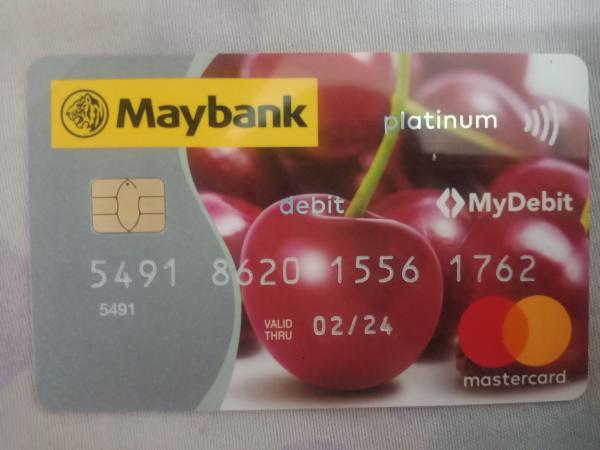 Maybank
platinum
debit
MyDebit
5491 8620 1556 1762
5491
VALID
THRU 02/24
mastercard